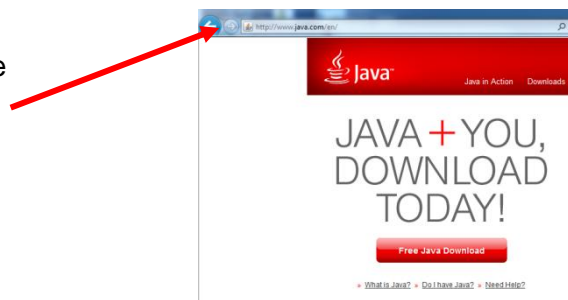 e
http://www.java.com/en/
Java
Java in Action Downloads
JAVA + YOU,
DOWNLOAD
TODAY!
Free Java Download
» What is Java? » Do I have Java? » Need Help?